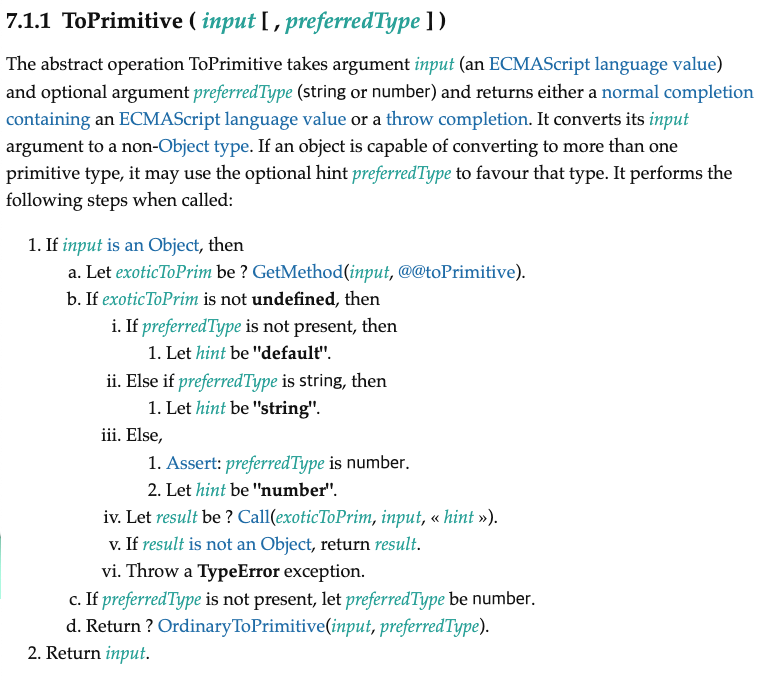 7.1.1 ToPrimitive ( input [ , preferredType ] )
The abstract operation ToPrimitive takes argument input (an ECMAScript language value)
and optional argument preferredType (string or number) and returns either a normal completion
containing an ECMAScript language value or a throw completion. It converts its input
argument to a non-Object type. If an object is capable of converting to more than one
primitive type, it may use the optional hint preferredType to favour that type. It performs the
following steps when called:
1. If input is an Object, then
a. Let exoticToPrim be ? GetMethod(input, @@toPrimitive).
b. If exoticToPrim is not undefined, then
i. If preferredType is not present, then
1. Let hint be "default".
ii. Else if preferredType is string, then
1. Let hint be "string".
iii. Else,
1. Assert: preferredType is number.
2. Let hint be "number".
iv. Let result be ? Call(exoticToPrim, input, « hint »).
v. If result is not an Object, return result.
vi. Throw a TypeError exception.
c. If preferredType is not present, let preferredType be number.
d. Return ? OrdinaryToPrimitive(input, preferredType).
2. Return input.